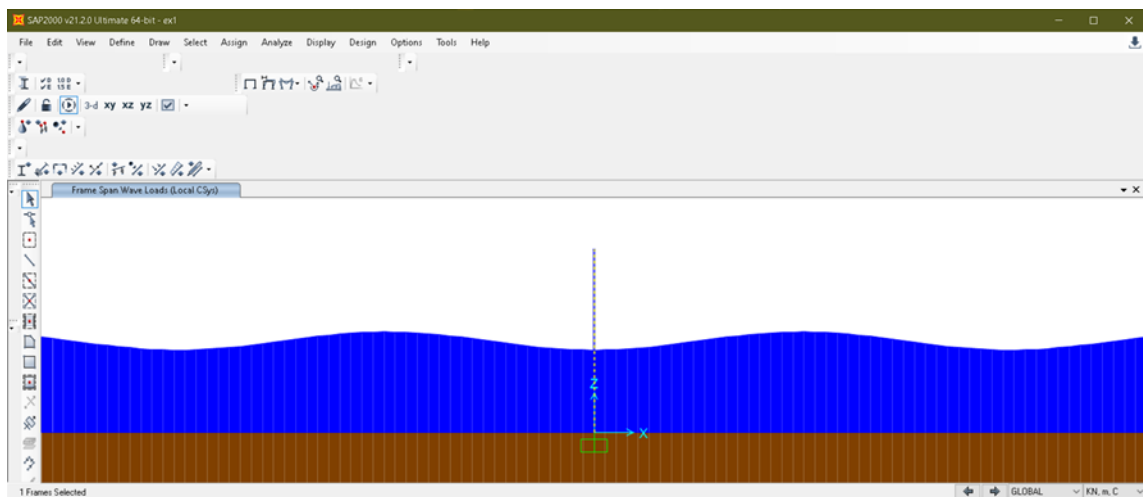 SAP2000 v21.2.0 Ultimate 64-bit - ex1
File Edit View Define Draw Select Assign Analyze Display Design Options Tools Help
3-d xy xz yz
Frame Span Wave Loads (Local CSys)
Z
X
1 Frames Selected
GLOBAL
KN, m, C